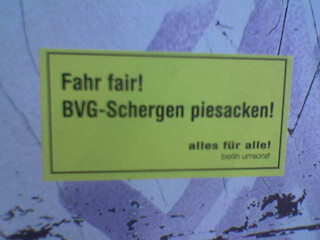 Fahr fair!
BVG-Schergen piesacken!
alles für alle!
berlin umsonst